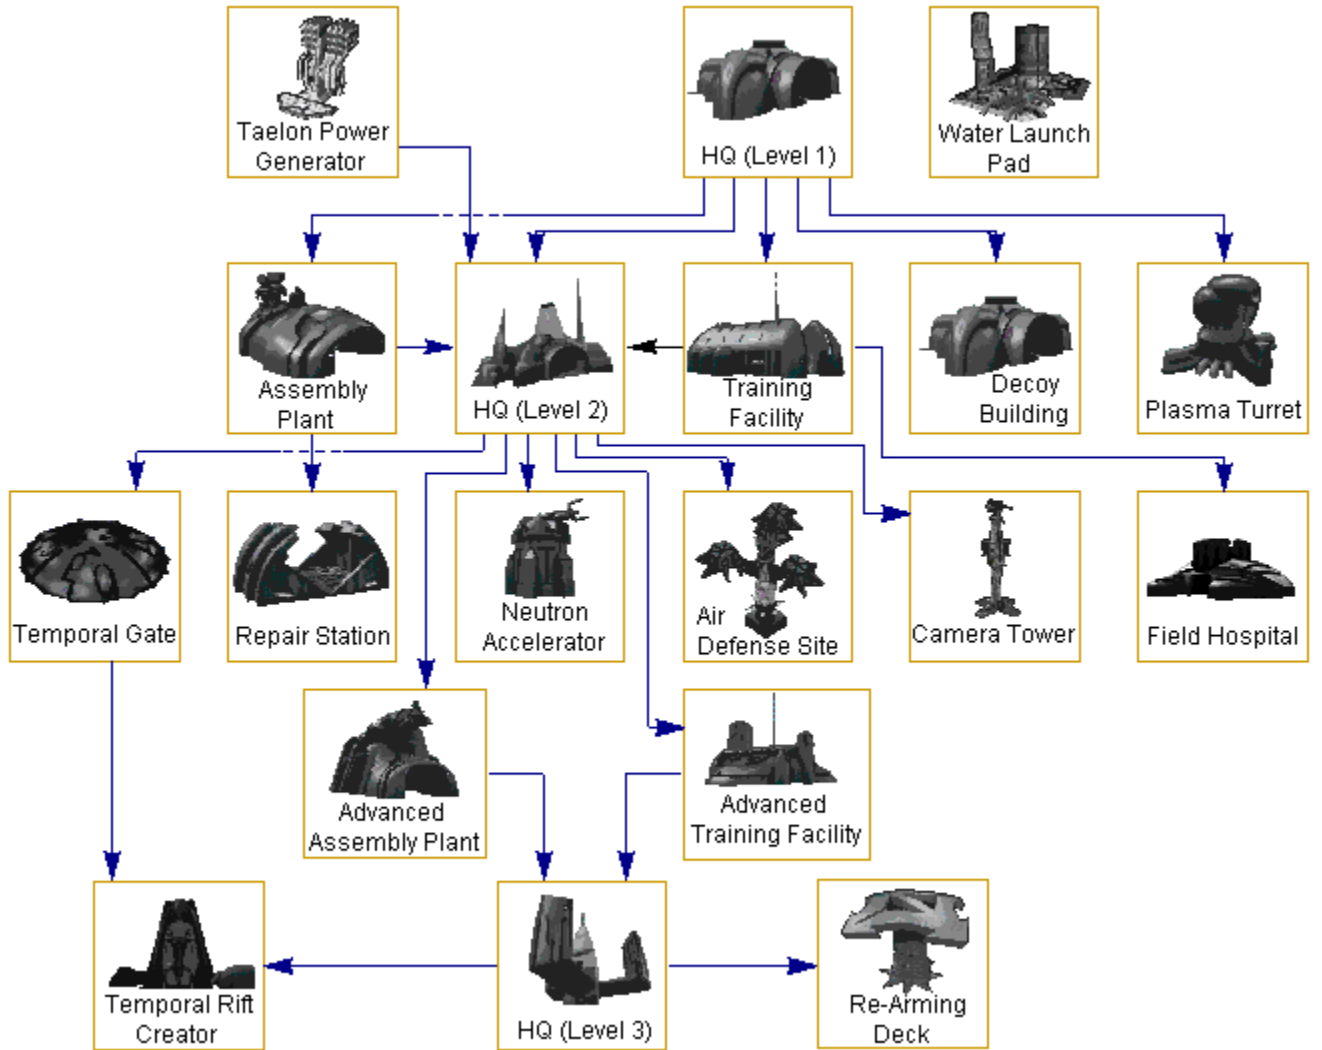 Taelon Power
Generator
HQ (Level 1)
Water Launch
Pad
Assembly
Plant
HQ (Level 2)
Training
Facility
Decoy
Building
Plasma Turret
Temporal Gate
Repair Station
Neutron
Accelerator
Air
Defense Site
Camera Tower
Field Hospital
Advanced
Assembly Plant
Advanced
Training Facility
Temporal Rift
Creator
HQ (Level 3)
Re-Arming
Deck